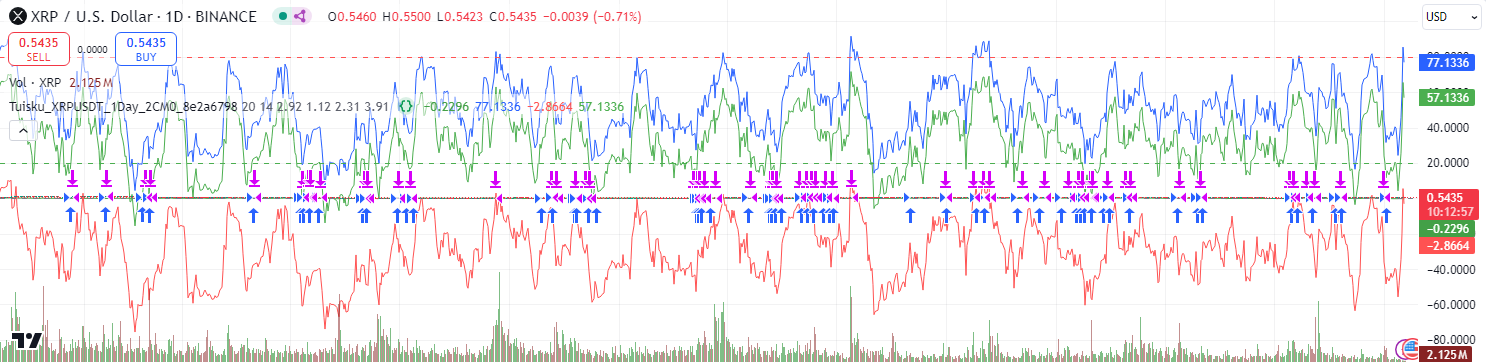 XRP / U.S. Dollar · 1D · BINANCE O0.5460 H0.5500 L0.5423 C0.5435 −0.0039 (−0.71%)
USD
0.5435
SELL
0.0000
0.5435
BUY
Vol · XRP 2.125 M
Tuisku_XRPUSDT_1Day_2CM0_8e2a6798 20 14 2.92 1.12 2.31 3.91 {} −0.2296 77.1336 −2.8664 57.1336
77.1336
57.1336
40.0000
20.0000
0.5435
10:12:57
−0.2296
−2.8664
−40.0000
−60.0000
−80.0000
2.125 M